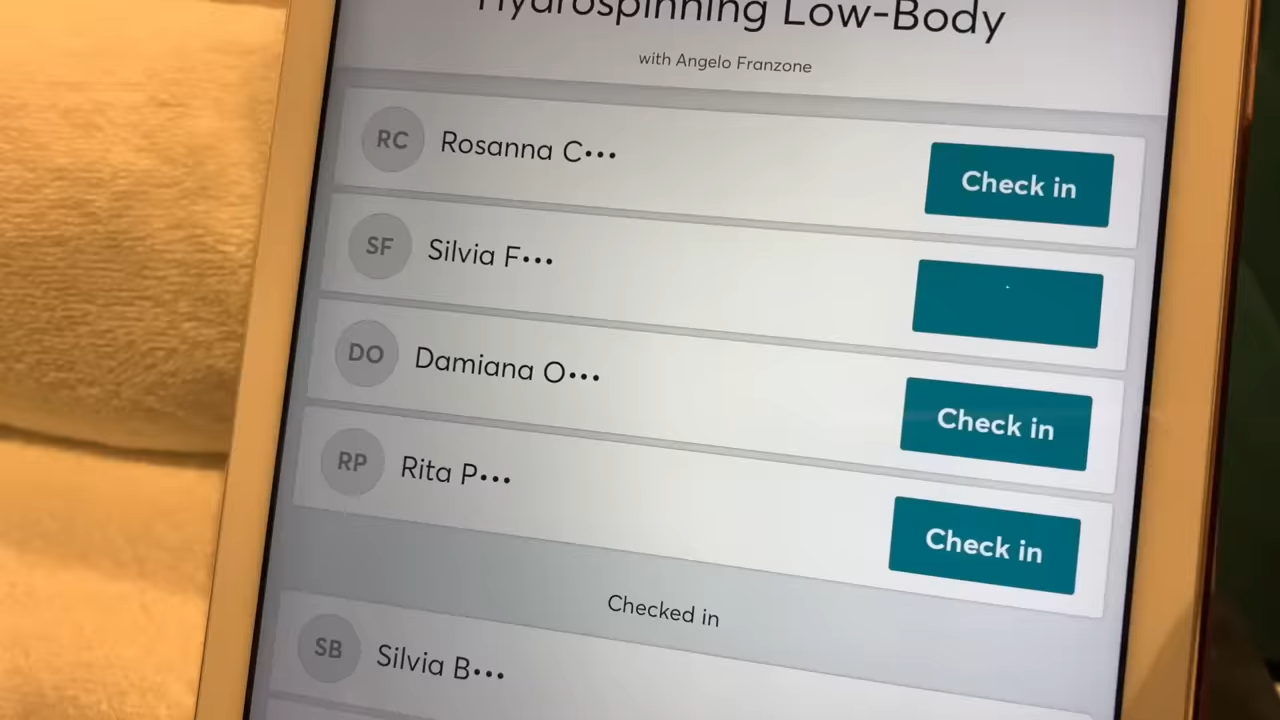 Hydrospinning Low-Body
with Angelo Franzone
RC Rosanna C••• Check in
SF Silvia F•••
DO Damiana O••• Check in
RP Rita P••• Check in
Checked in
SB Silvia B•••